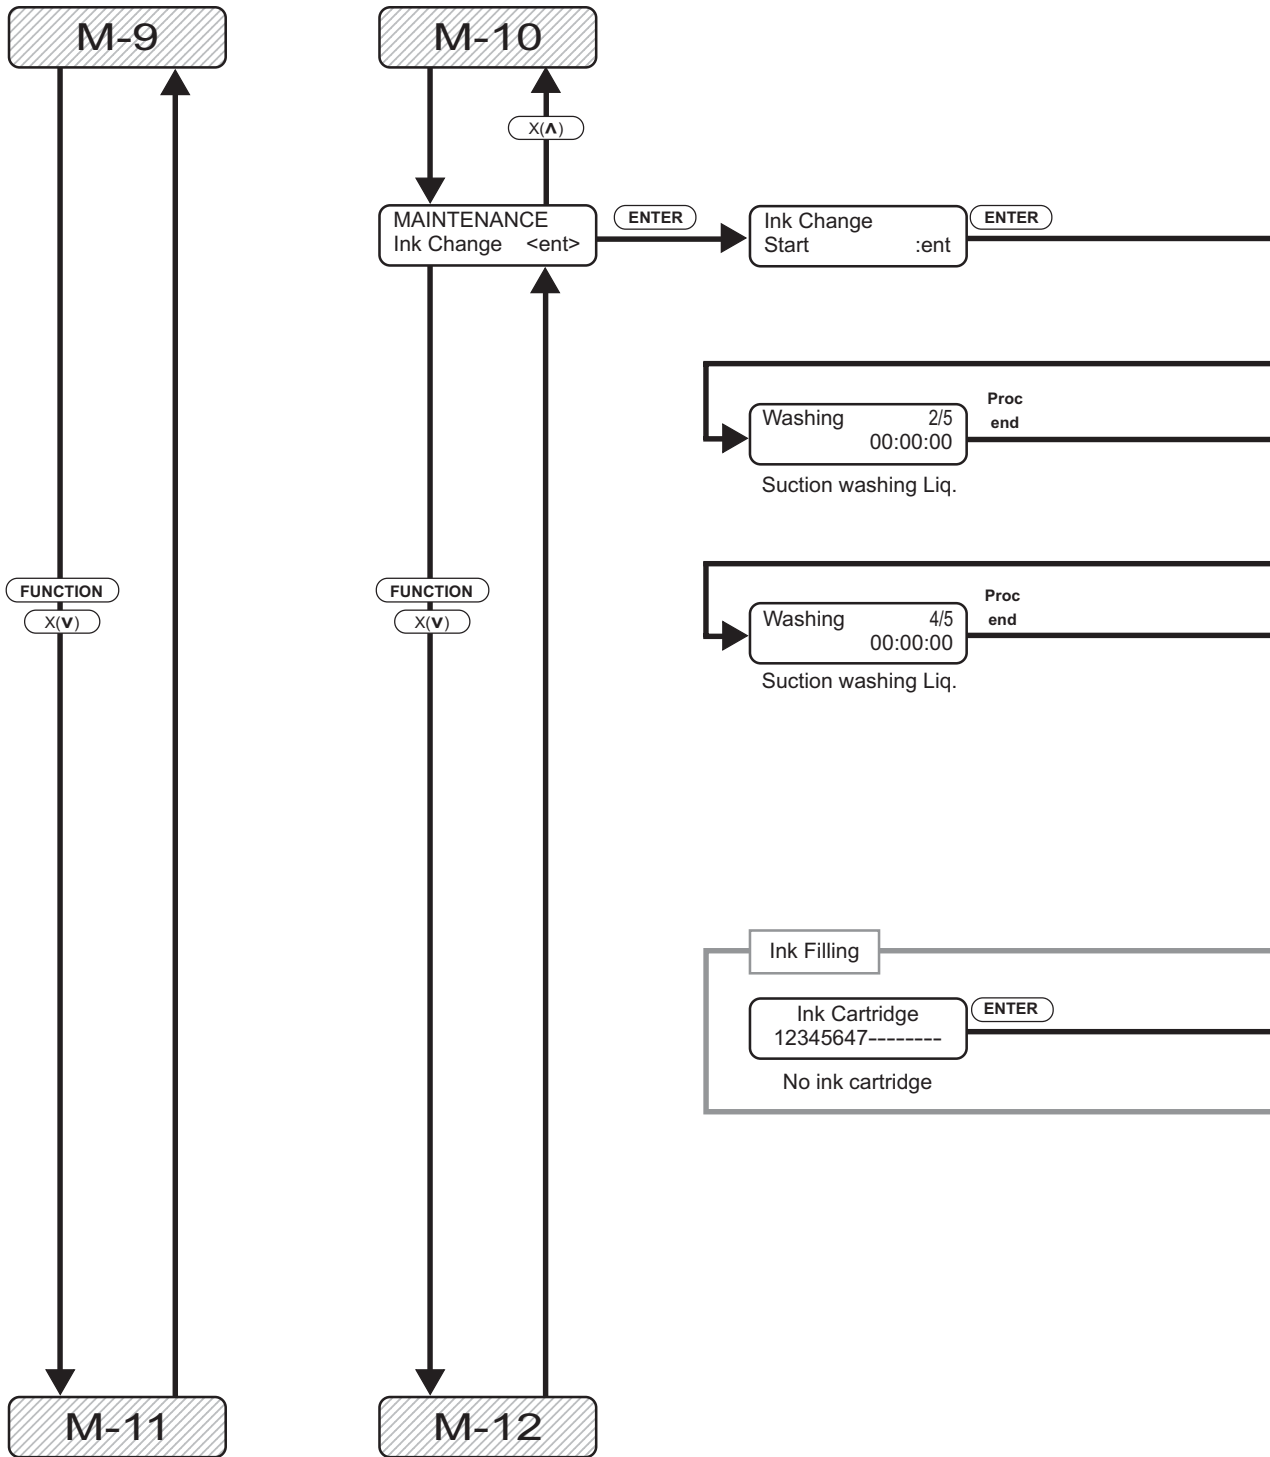 M-9
M-10
X(∧)
MAINTENANCE
Ink Change <ent>
ENTER
Ink Change
Start :ent
ENTER
Washing 2/5
00:00:00
Proc
end
Suction washing Liq.
FUNCTION
X(∨)
FUNCTION
X(∨)
Washing 4/5
00:00:00
Proc
end
Suction washing Liq.
Ink Filling
Ink Cartridge
12345647--------
ENTER
No ink cartridge
M-11
M-12